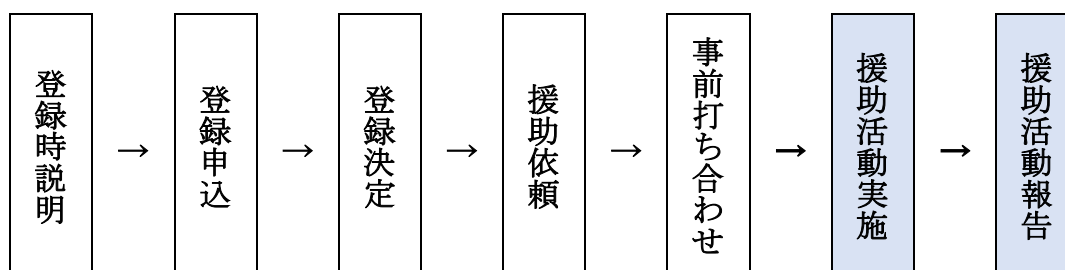 登録時説明
→
登録申込
→
登録決定
→
援助依頼
→
事前打ち合わせ
→
援助活動実施
→
援助活動報告